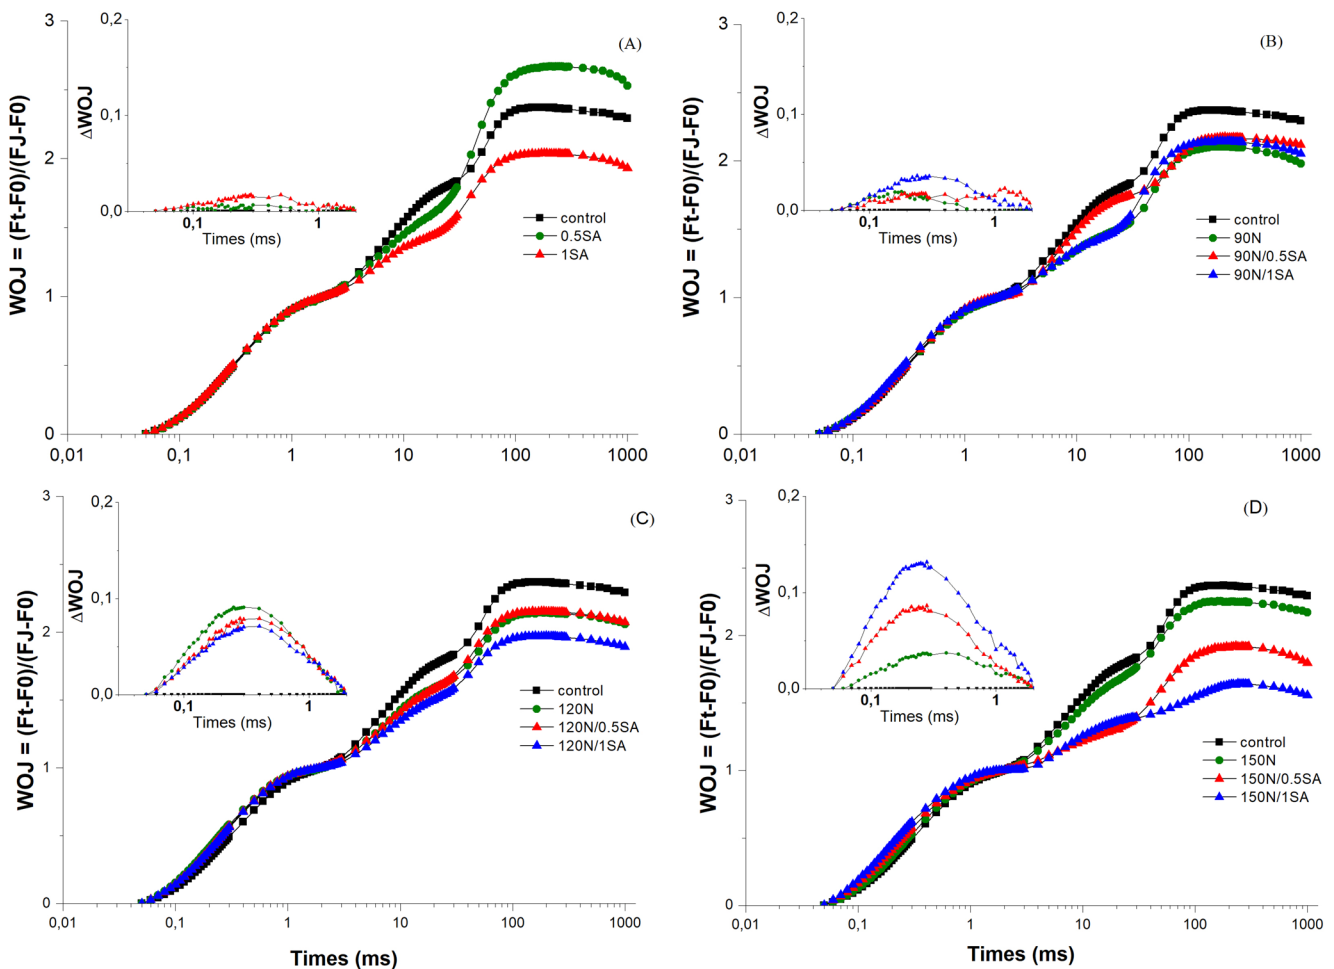 (A)
WOJ = (Ft-F0)/(FJ-F0)
3
2
1
0
0,01
0,1
1
10
100
1000
ΔWOJ
0,2
0,1
0,0
0,1
1
Times (ms)
control
0.5SA
1SA
(B)
WOJ = (Ft-F0)/(FJ-F0)
3
2
1
0
0,01
0,1
1
10
100
1000
ΔWOJ
0,2
0,1
0,0
0,1
1
Times (ms)
control
90N
90N/0.5SA
90N/1SA
(C)
WOJ = (Ft-F0)/(FJ-F0)
3
2
1
0
0,01
0,1
1
10
100
1000
Times (ms)
ΔWOJ
0,2
0,1
0,0
0,1
1
Times (ms)
control
120N
120N/0.5SA
120N/1SA
(D)
WOJ = (Ft-F0)/(FJ-F0)
3
2
1
0
0,01
0,1
1
10
100
1000
Times (ms)
ΔWOJ
0,2
0,1
0,0
0,1
1
Times (ms)
control
150N
150N/0.5SA
150N/1SA